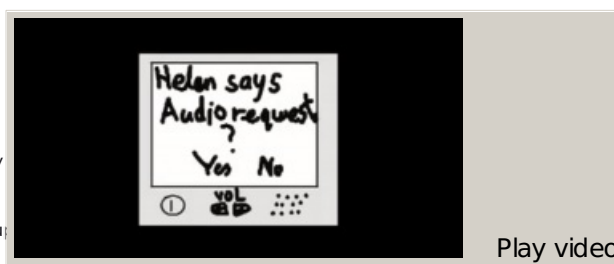 Helen says
Audio request
?
Yes No
VOL
Play video